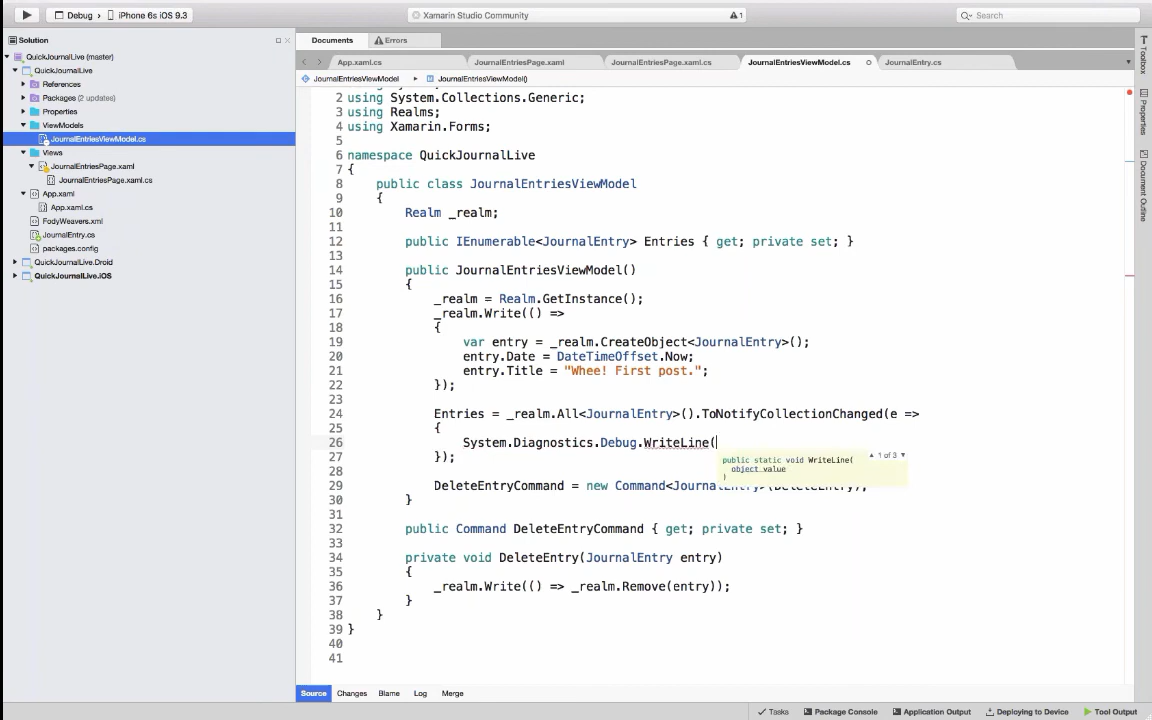 Debug
iPhone 6s iOS 9.3
Xamarin Studio Community
1
Search
Solution
Documents
Errors
QuickJournalLive (master)
QuickJournalLive
References
Packages (2 updates)
Properties
ViewModels
JournalEntriesViewModel.cs
Views
JournalEntriesPage.xaml
JournalEntriesPage.xaml.cs
App.xaml
App.xaml.cs
FodyWeavers.xml
JournalEntry.cs
packages.config
QuickJournalLive.Droid
QuickJournalLive.iOS
App.xaml.cs
JournalEntriesPage.xaml
JournalEntriesPage.xaml.cs
JournalEntriesViewModel.cs
JournalEntry.cs
JournalEntriesViewModel
JournalEntriesViewModel()
2 using System.Collections.Generic;
3 using Realms;
4 using Xamarin.Forms;
5
6 namespace QuickJournalLive
7 {
8 public class JournalEntriesViewModel
9 {
10 Realm _realm;
11
12 public IEnumerable<JournalEntry> Entries { get; private set; }
13
14 public JournalEntriesViewModel()
15 {
16 _realm = Realm.GetInstance();
17 _realm.Write(() =>
18 {
19 var entry = _realm.CreateObject<JournalEntry>();
20 entry.Date = DateTimeOffset.Now;
21 entry.Title = "Whee! First post.";
22 });
23
24 Entries = _realm.All<JournalEntry>().ToNotifyCollectionChanged(e =>
25 {
26 System.Diagnostics.Debug.WriteLine(
27 });
28
29 DeleteEntryCommand = new Command<JournalEntry>(DeleteEntry);
30 }
31
32 public Command DeleteEntryCommand { get; private set; }
33
34 private void DeleteEntry(JournalEntry entry)
35 {
36 _realm.Write(() => _realm.Remove(entry));
37 }
38 }
39 }
40
41
public static void WriteLine(
object value
)
1 of 3
Toolbox
Properties
Document Outline
Source
Changes
Blame
Log
Merge
Tasks
Package Console
Application Output
Deploying to Device
Tool Output